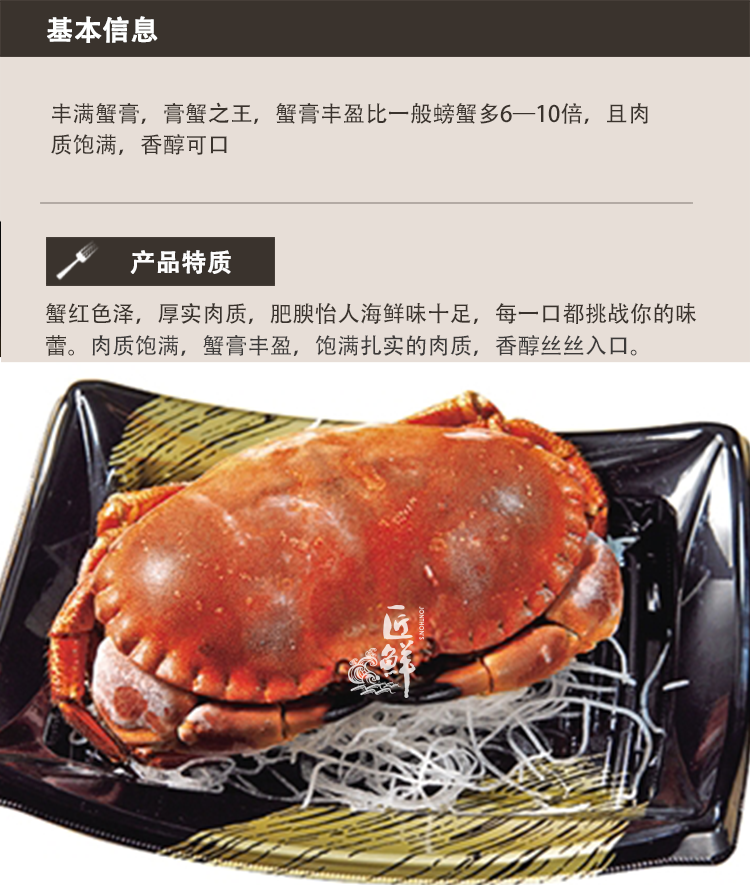 基本信息
丰满蟹膏，膏蟹之王，蟹膏丰盈比一般螃蟹多6—10倍，且肉
质饱满，香醇可口
产品特质
蟹红色泽，厚实肉质，肥腴怡人海鲜味十足，每一口都挑战你的味
蕾。肉质饱满，蟹膏丰盈，饱满扎实的肉质，香醇丝丝入口。
匠鲜